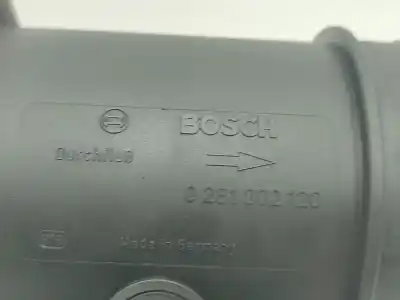 BOSCH
Durchfluß
0 281 002 120
Made in Germany